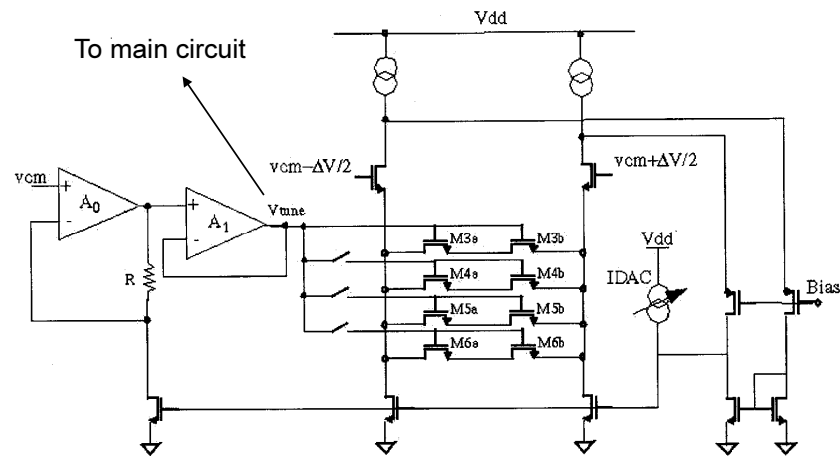 Vdd
To main circuit
vcm−ΔV/2
vcm+ΔV/2
vcm
+
A0
-
+
A1
-
Vtune
R
M3a
M3b
M4a
M4b
M5a
M5b
M6a
M6b
Vdd
IDAC
Bias